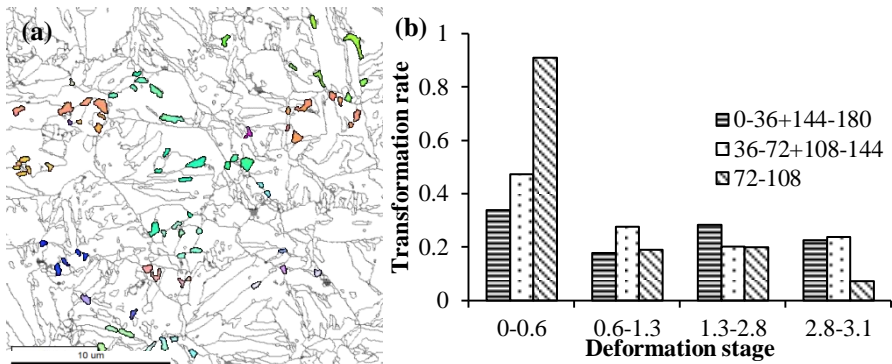 (a)
10 um
(b)
Transformation rate
1
0.8
0.6
0.4
0.2
0
0-36+144-180
36-72+108-144
72-108
0-0.6 0.6-1.3 1.3-2.8 2.8-3.1
Deformation stage